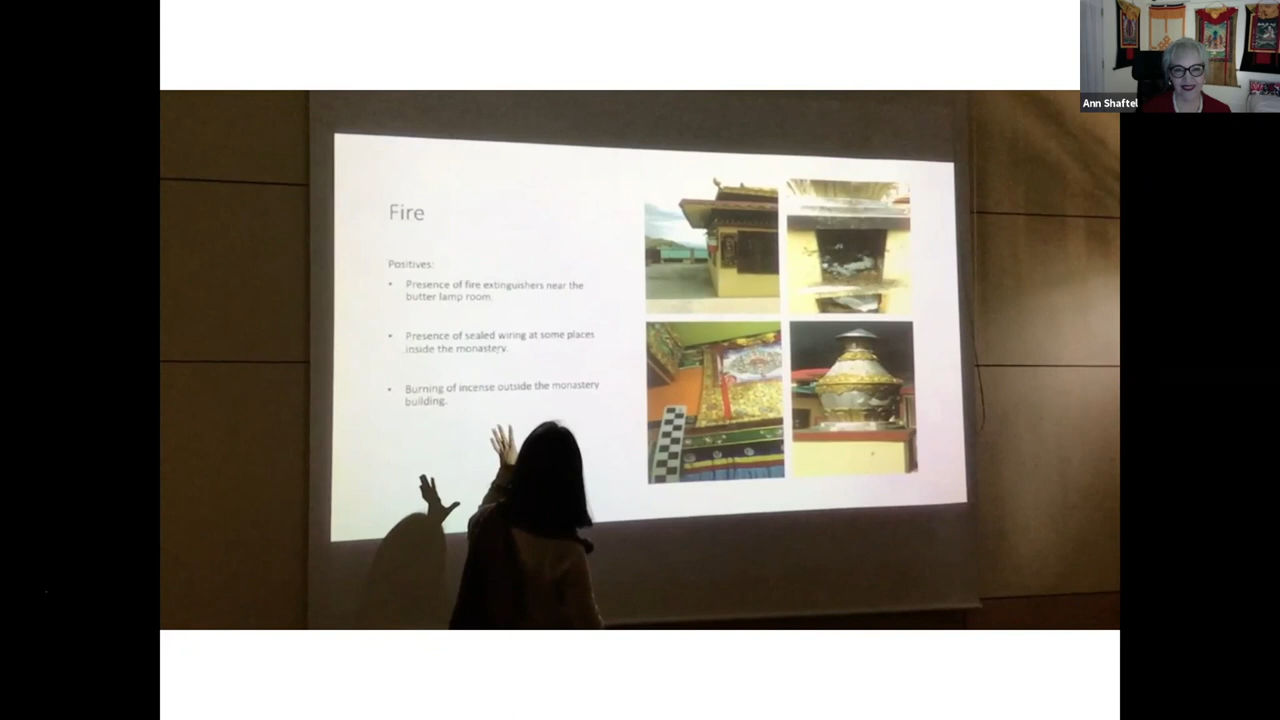 Ann Shaftel
Fire
Positives:
• Presence of fire extinguishers near the
butter lamp room.
• Presence of sealed wiring at some places
inside the monastery.
• Burning of incense outside the monastery
building.